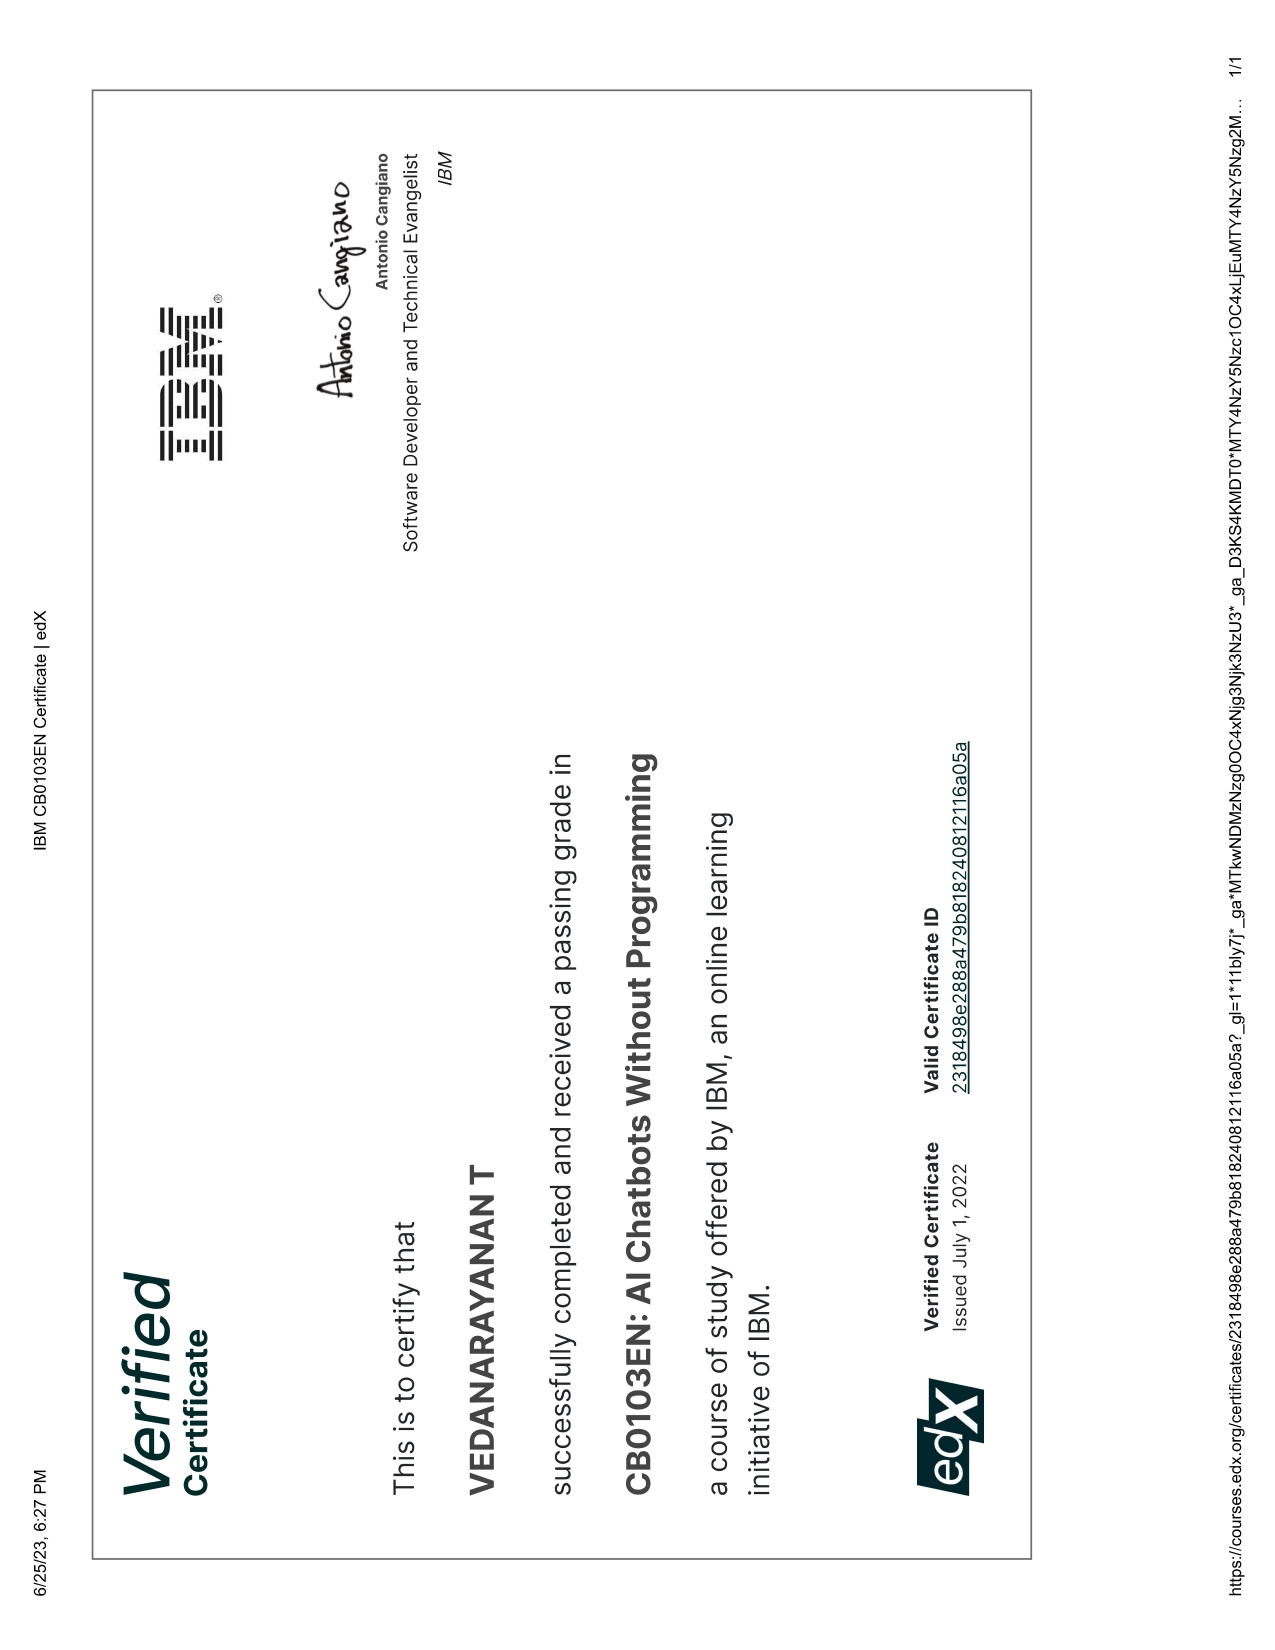 6/25/23, 6:27 PM
IBM CB0103EN Certificate | edX
Verified
Certificate
IBM®
Antonio Cangiano
Antonio Cangiano
Software Developer and Technical Evangelist
IBM
This is to certify that
VEDANARAYANAN T
successfully completed and received a passing grade in
CB0103EN: AI Chatbots Without Programming
a course of study offered by IBM, an online learning
initiative of IBM.
edX
Verified Certificate
Issued July 1, 2022
Valid Certificate ID
2318498e288a479b818240812116a05a
https://courses.edx.org/certificates/2318498e288a479b818240812116a05a?_gl=1*11bly7j*_ga*MTkwNDMzNzg0OC4xNjg3Njk3NzU3*_ga_D3KS4KMDT0*MTY4NzY5Nzc1OC4xLjEuMTY4NzY5Nzg2M…
1/1